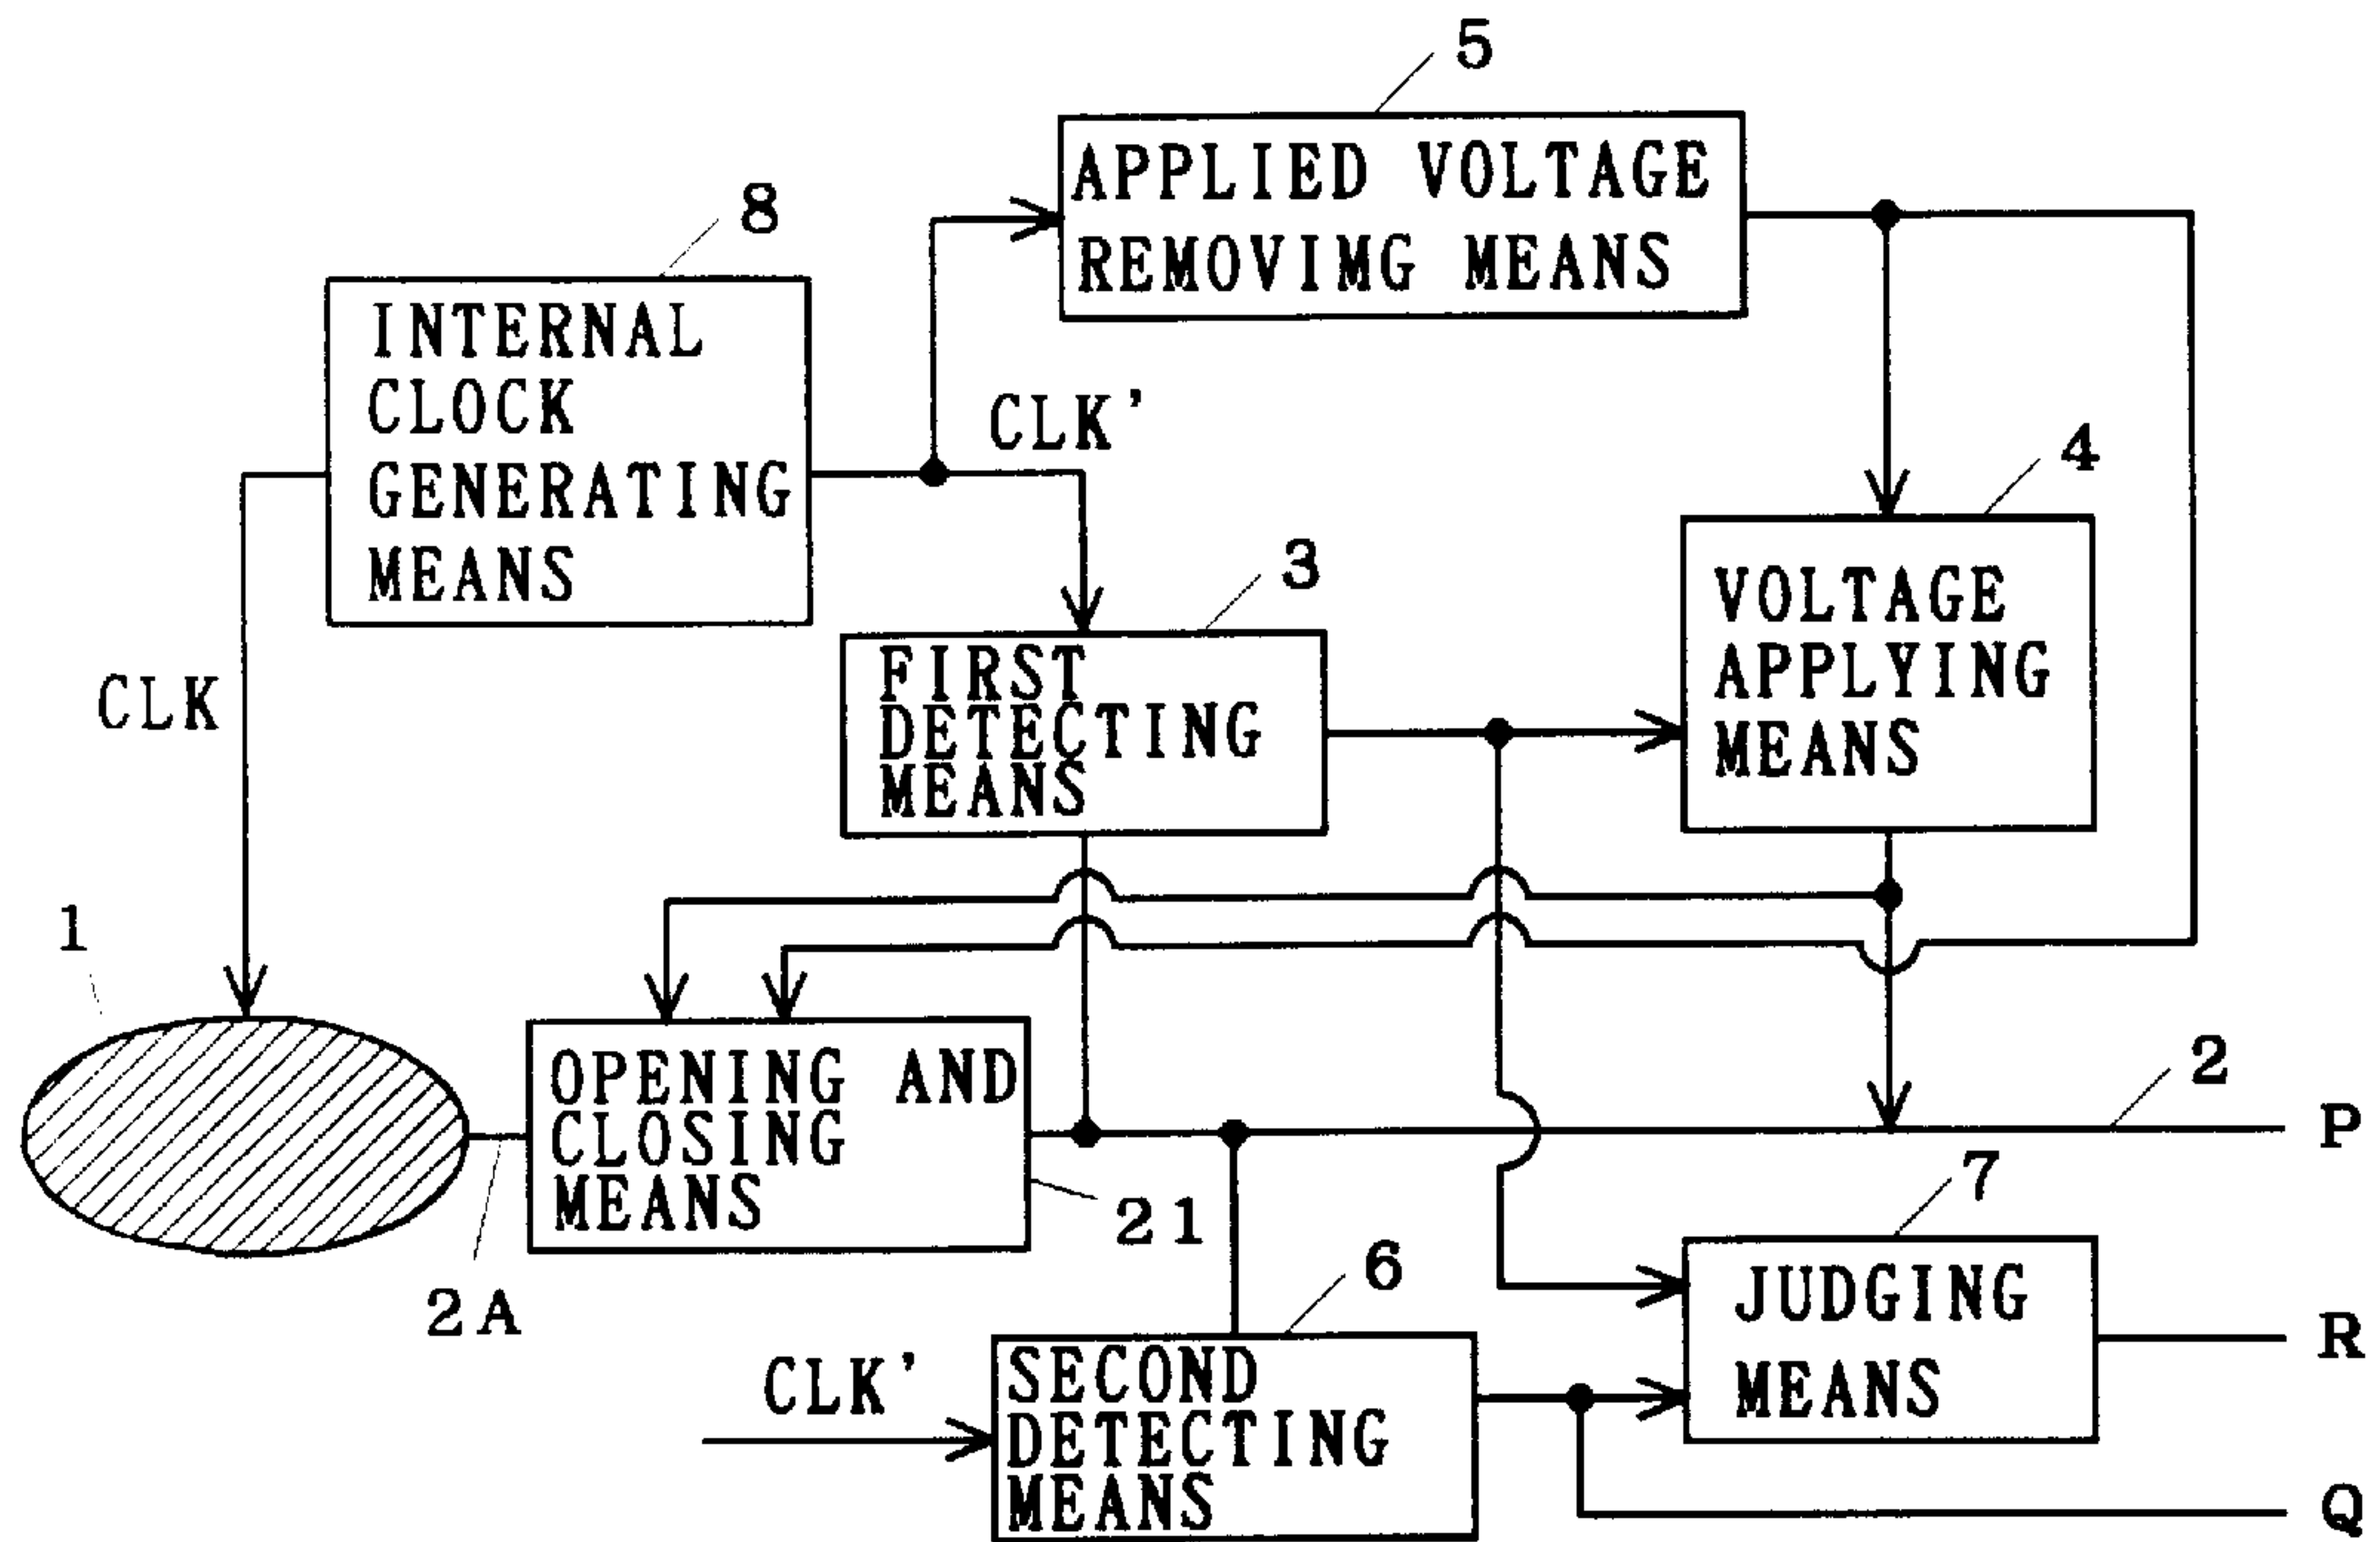 5
APPLIED VOLTAGE
REMOVIMG MEANS
8
INTERNAL
CLOCK
GENERATING
MEANS
CLK'
4
VOLTAGE
APPLYING
MEANS
3
FIRST
DETECTING
MEANS
CLK
1
OPENING AND
CLOSING
MEANS
2
P
21
2A
7
JUDGING
MEANS
R
6
CLK'
SECOND
DETECTING
MEANS
Q